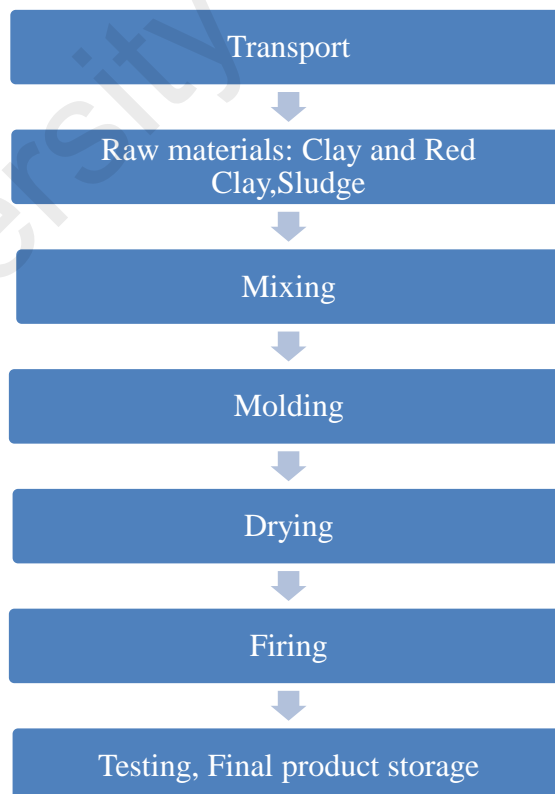 Transport
Raw materials: Clay and Red
Clay,Sludge
Mixing
Molding
Drying
Firing
Testing, Final product storage